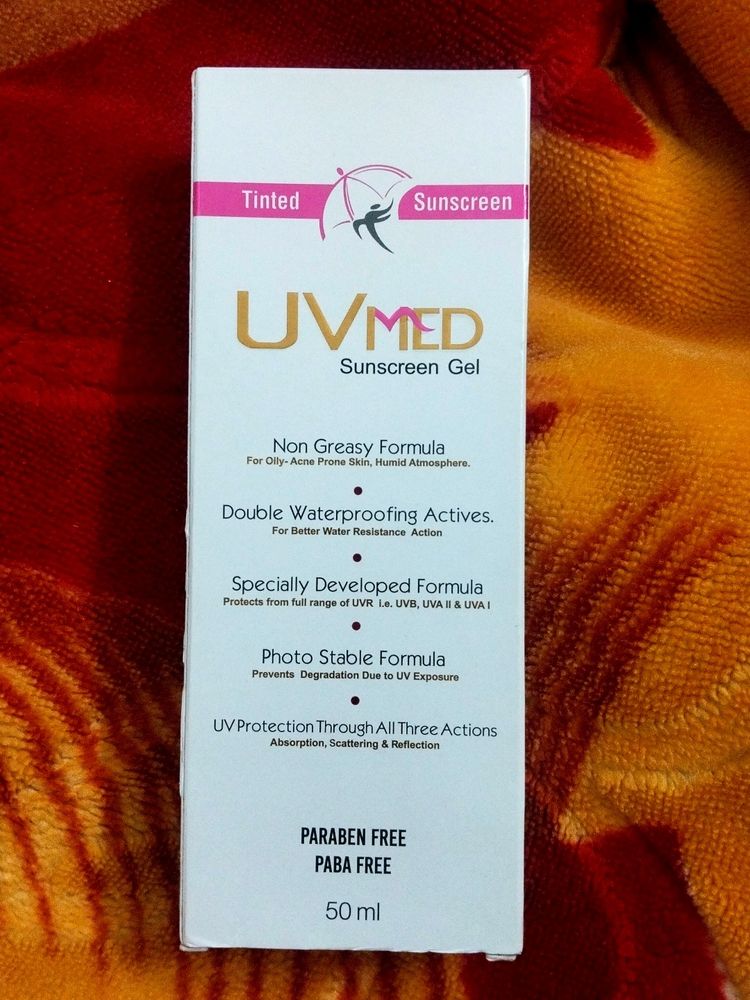 Tinted Sunscreen
UVMED
Sunscreen Gel
Non Greasy Formula
For Oily- Acne Prone Skin, Humid Atmosphere.
Double Waterproofing Actives.
For Better Water Resistance Action
Specially Developed Formula
Protects from full range of UVR i.e. UVB, UVA II & UVA I
Photo Stable Formula
Prevents Degradation Due to UV Exposure
UV Protection Through All Three Actions
Absorption, Scattering & Reflection
PARABEN FREE
PABA FREE
50 ml